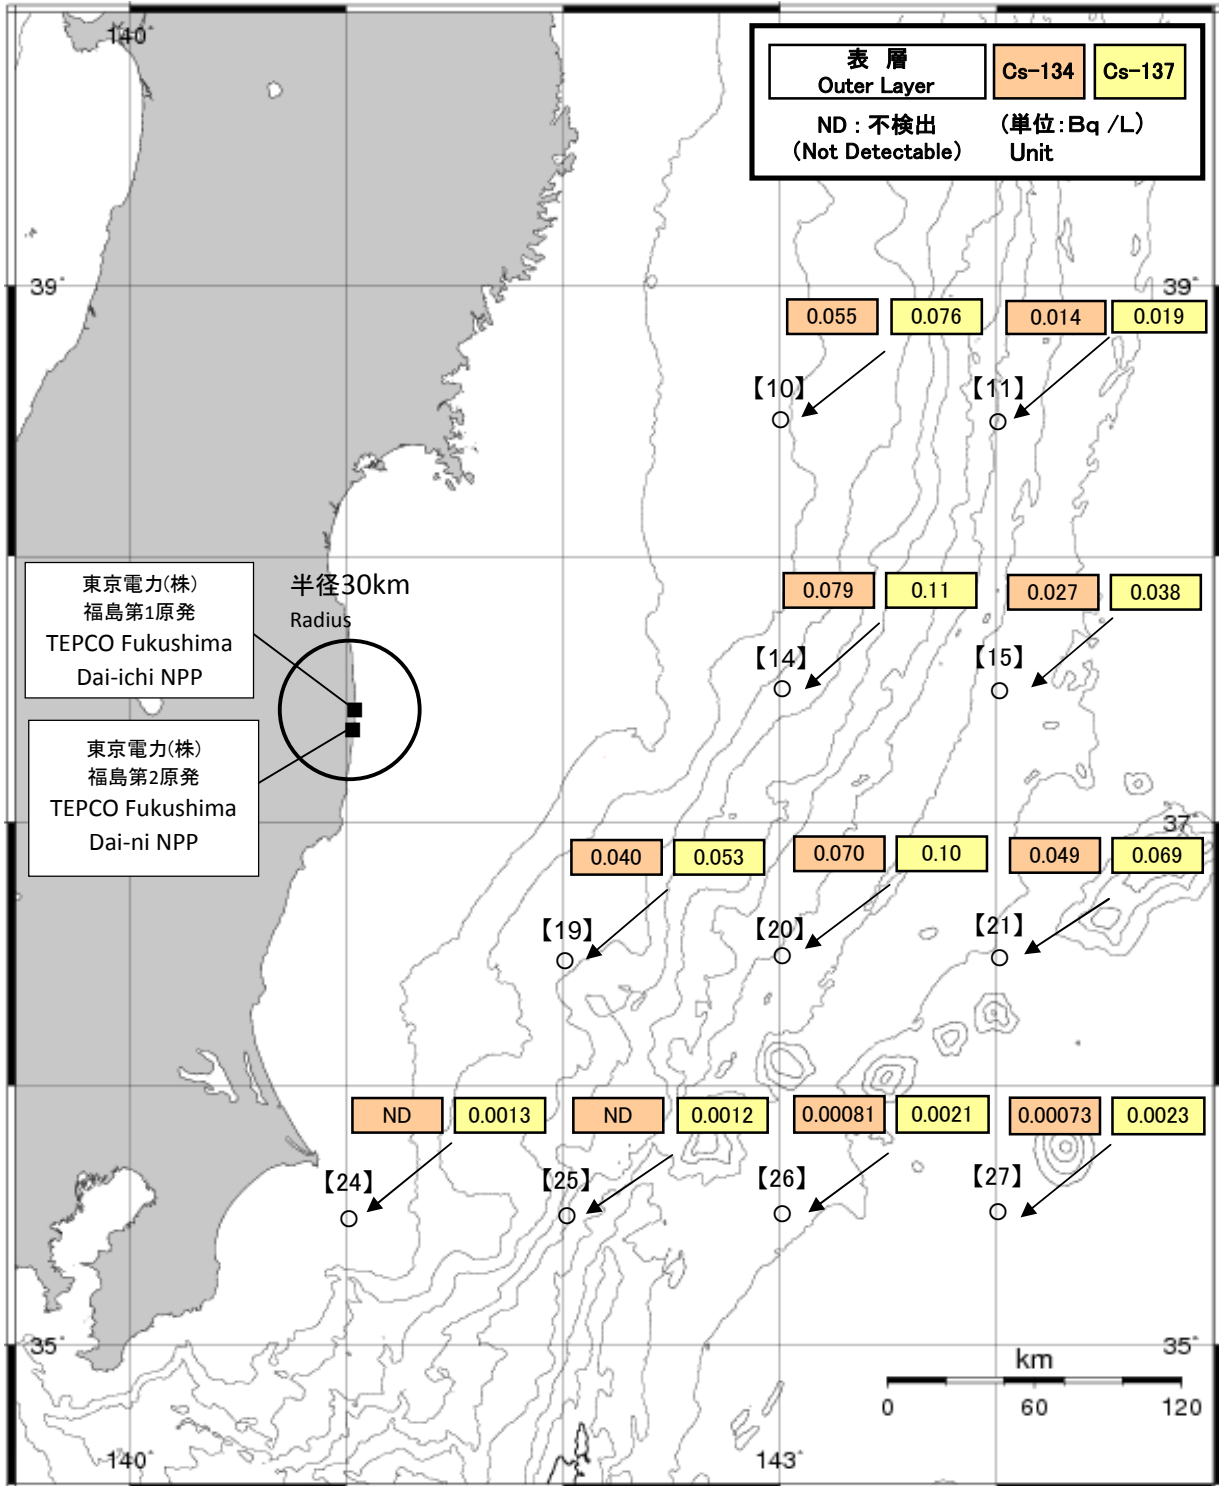 140°
表 層
Outer Layer
Cs-134
Cs-137
ND : 不検出
(Not Detectable)
(単位:Bq /L)
Unit
39°
39°
0.055
0.076
0.014
0.019
【10】
【11】
東京電力(株)
福島第1原発
TEPCO Fukushima
Dai-ichi NPP
半径30km
Radius
0.079
0.11
0.027
0.038
【14】
【15】
東京電力(株)
福島第2原発
TEPCO Fukushima
Dai-ni NPP
37°
0.040
0.053
0.070
0.10
0.049
0.069
【19】
【20】
【21】
ND
0.0013
ND
0.0012
0.00081
0.0021
0.00073
0.0023
【24】
【25】
【26】
【27】
35°
35°
km
0
60
120
140°
143°